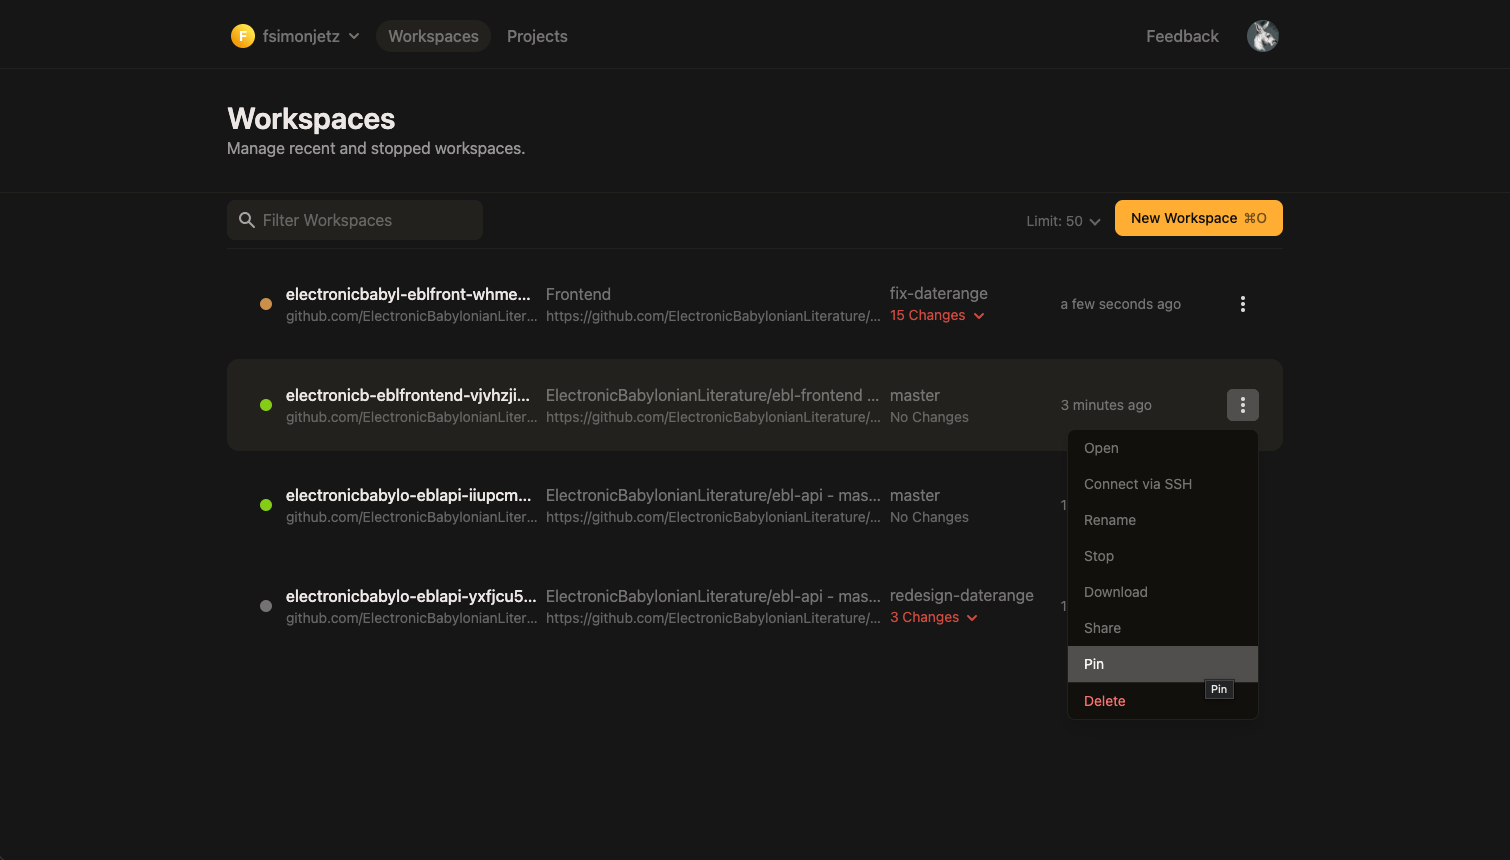 F fsimonjetz Workspaces Projects Feedback
Workspaces
Manage recent and stopped workspaces.
Filter Workspaces Limit: 50 New Workspace ⌘O
electronicbabyl-eblfront-whme... Frontend fix-daterange a few seconds ago
github.com/ElectronicBabylonianLiter... https://github.com/ElectronicBabylonianLiterature/... 15 Changes
electronicb-eblfrontend-vjvhzji... ElectronicBabylonianLiterature/ebl-frontend ... master 3 minutes ago
github.com/ElectronicBabylonianLiter... https://github.com/ElectronicBabylonianLiterature/... No Changes
electronicbabylo-eblapi-iiupcm... ElectronicBabylonianLiterature/ebl-api - mas... master 1
github.com/ElectronicBabylonianLiter... https://github.com/ElectronicBabylonianLiterature/... No Changes
electronicbabylo-eblapi-yxfjcu5... ElectronicBabylonianLiterature/ebl-api - mas... redesign-daterange 1
github.com/ElectronicBabylonianLiter... https://github.com/ElectronicBabylonianLiterature/... 3 Changes
Open
Connect via SSH
Rename
Stop
Download
Share
Pin
Pin
Delete